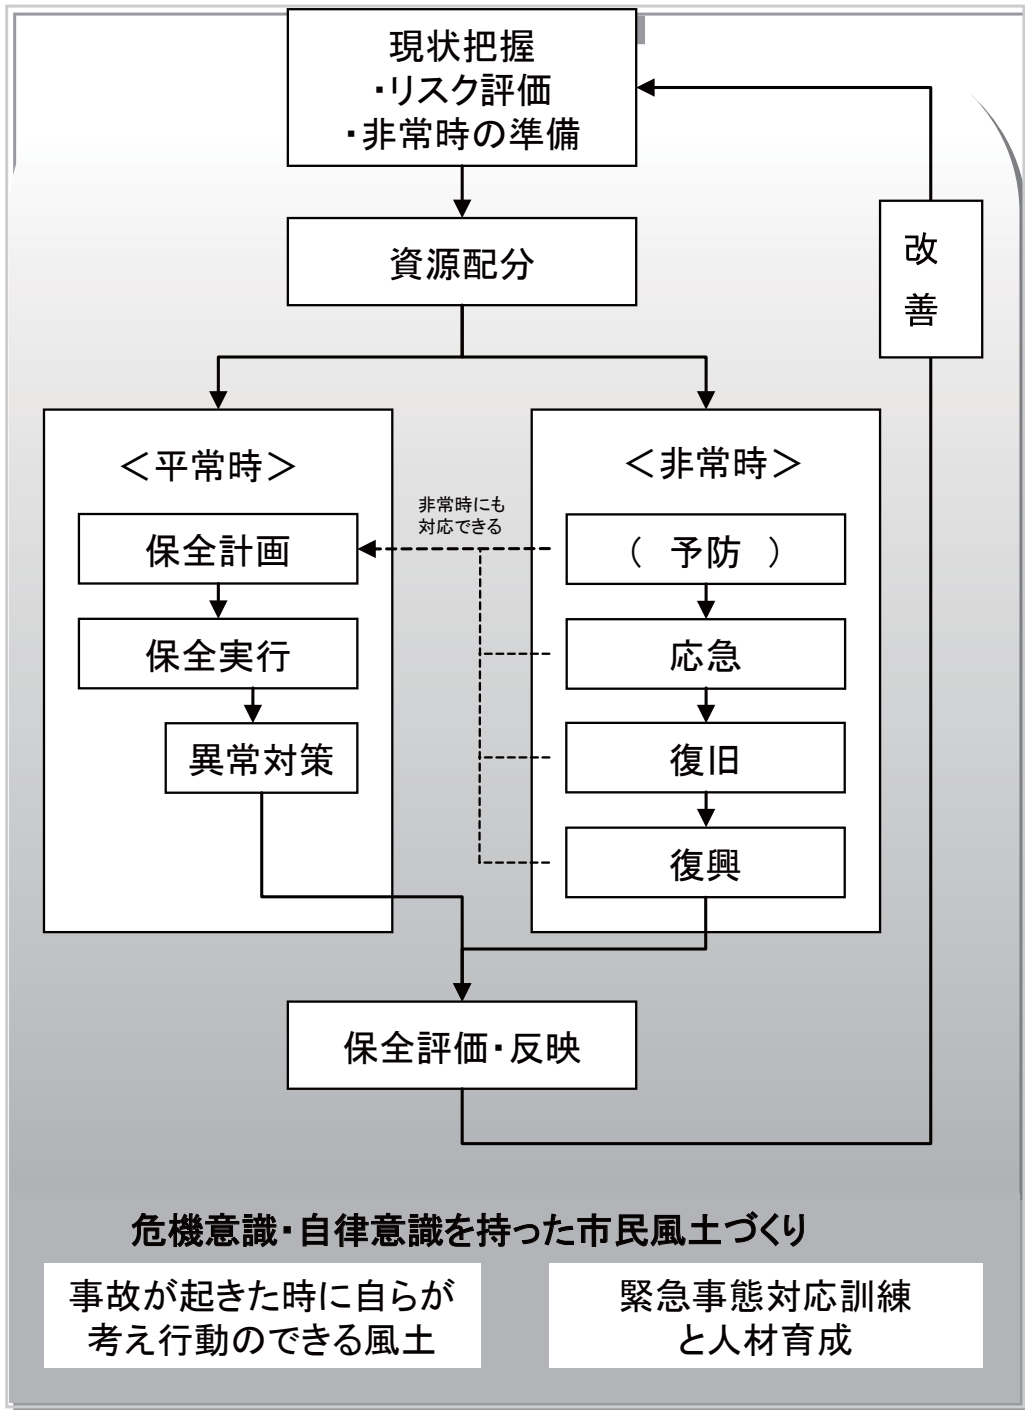 現状把握
・リスク評価
・非常時の準備
資源配分
改
善
＜平常時＞
保全計画
保全実行
異常対策
非常時にも
対応できる
＜非常時＞
（　予防　）
応急
復旧
復興
保全評価・反映
危機意識・自律意識を持った市民風土づくり
事故が起きた時に自らが
考え行動のできる風土
緊急事態対応訓練
と人材育成